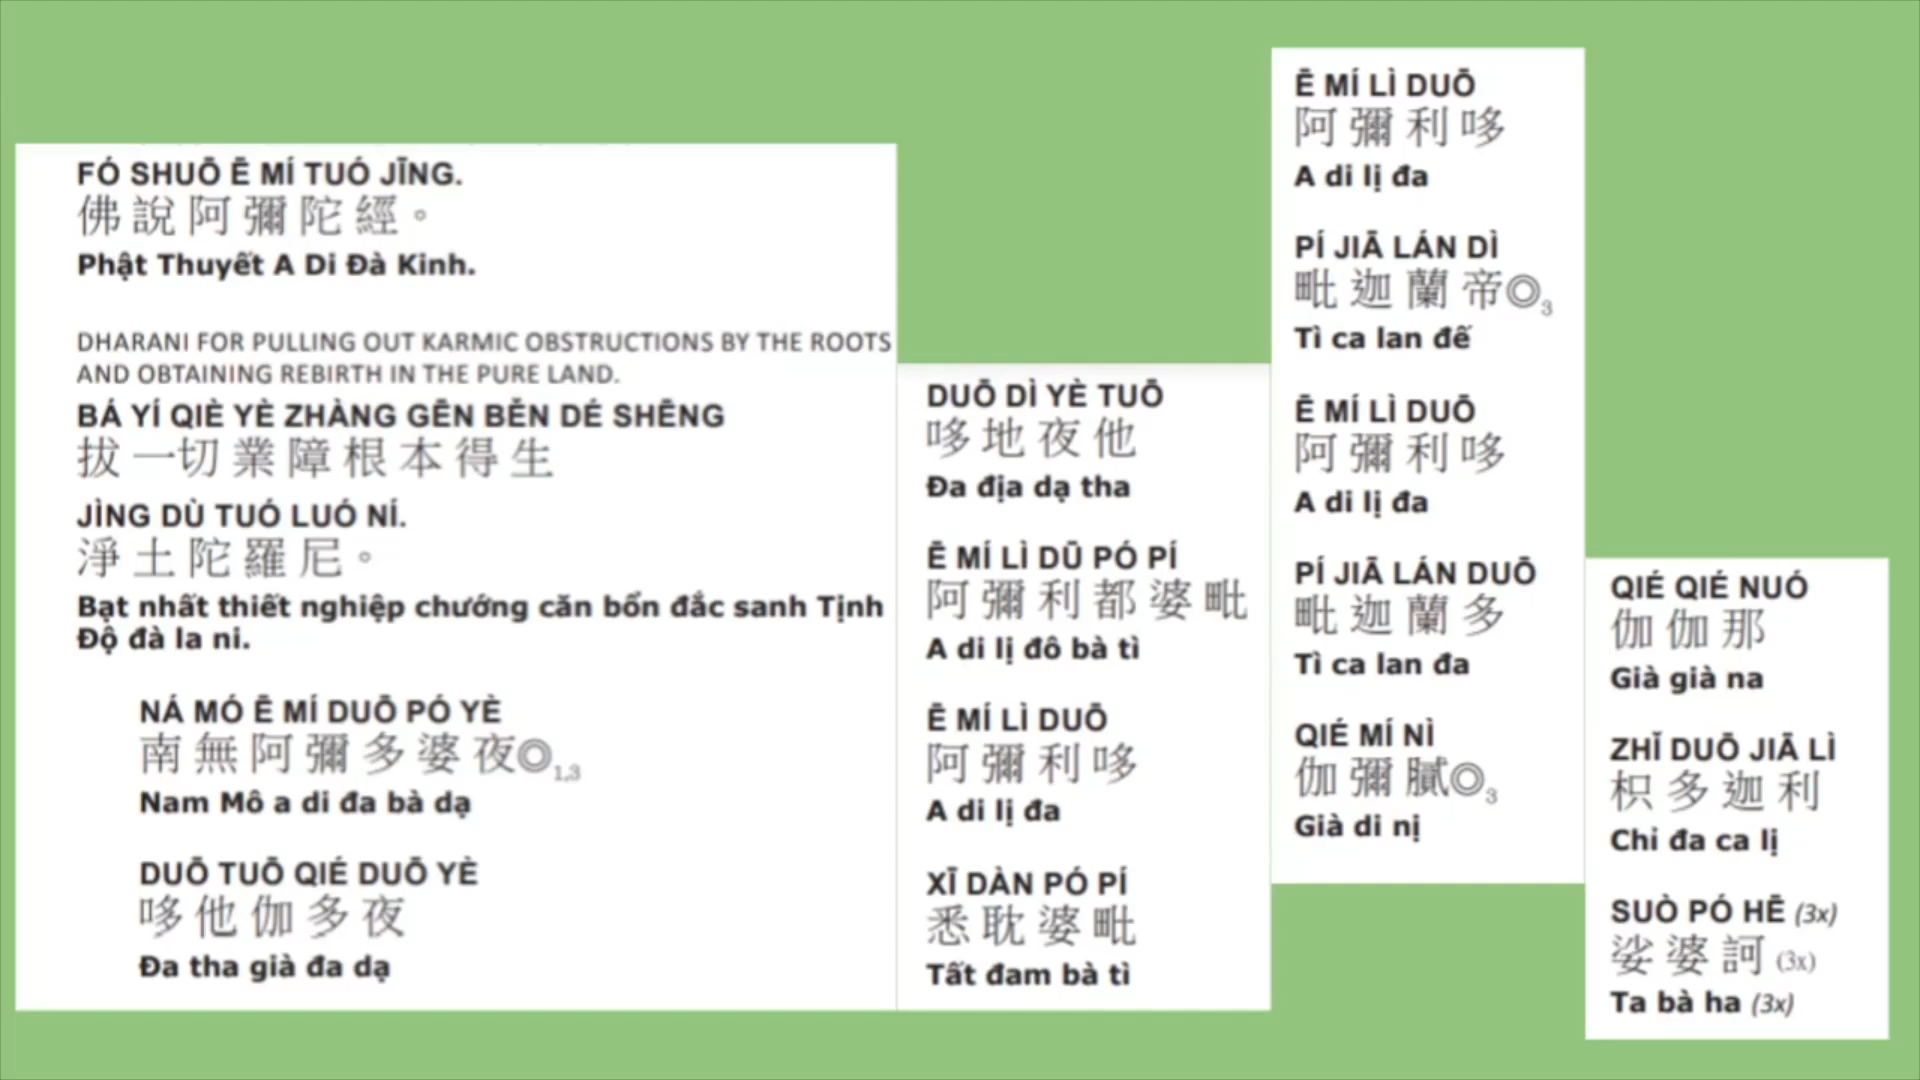 FÓ SHUŌ Ē MÍ TUÓ JĪNG.
佛說阿彌陀經。
Phật Thuyết A Di Đà Kinh.
DHARANI FOR PULLING OUT KARMIC OBSTRUCTIONS BY THE ROOTS
AND OBTAINING REBIRTH IN THE PURE LAND.
BÁ YÍ QIÈ YÈ ZHÀNG GĒN BĚN DÉ SHĒNG
拔一切業障根本得生
JÌNG DÙ TUÓ LUÓ NÍ.
淨土陀羅尼。
Bạt nhất thiết nghiệp chướng căn bổn đắc sanh Tịnh
Độ đà la ni.
NÁ MÓ Ē MÍ DUŌ PÓ YÈ
南無阿彌多婆夜◎1,3
Nam Mô a di đa bà dạ
DUŌ TUŌ QIÉ DUŌ YÈ
哆他伽多夜
Đa tha già đa dạ
DUŌ DÌ YÈ TUŌ
哆地夜他
Đa địa dạ tha
Ē MÍ LÌ DŪ PÓ PÍ
阿彌利都婆毗
A di lị đô bà tì
Ē MÍ LÌ DUŌ
阿彌利哆
A di lị đa
XĪ DÀN PÓ PÍ
悉耽婆毗
Tất đam bà tì
Ē MÍ LÌ DUŌ
阿彌利哆
A di lị đa
PÍ JIĀ LÁN DÌ
毗迦蘭帝◎3
Tì ca lan đế
Ē MÍ LÌ DUŌ
阿彌利哆
A di lị đa
PÍ JIĀ LÁN DUŌ
毗迦蘭多
Tì ca lan đa
QIÉ MÍ NÌ
伽彌膩◎3
Già di nị
QIÉ QIÉ NUÓ
伽伽那
Già già na
ZHǏ DUŌ JIĀ LÌ
枳多迦利
Chỉ đa ca lị
SUŌ PÓ HĒ (3x)
娑婆訶 (3x)
Ta bà ha (3x)